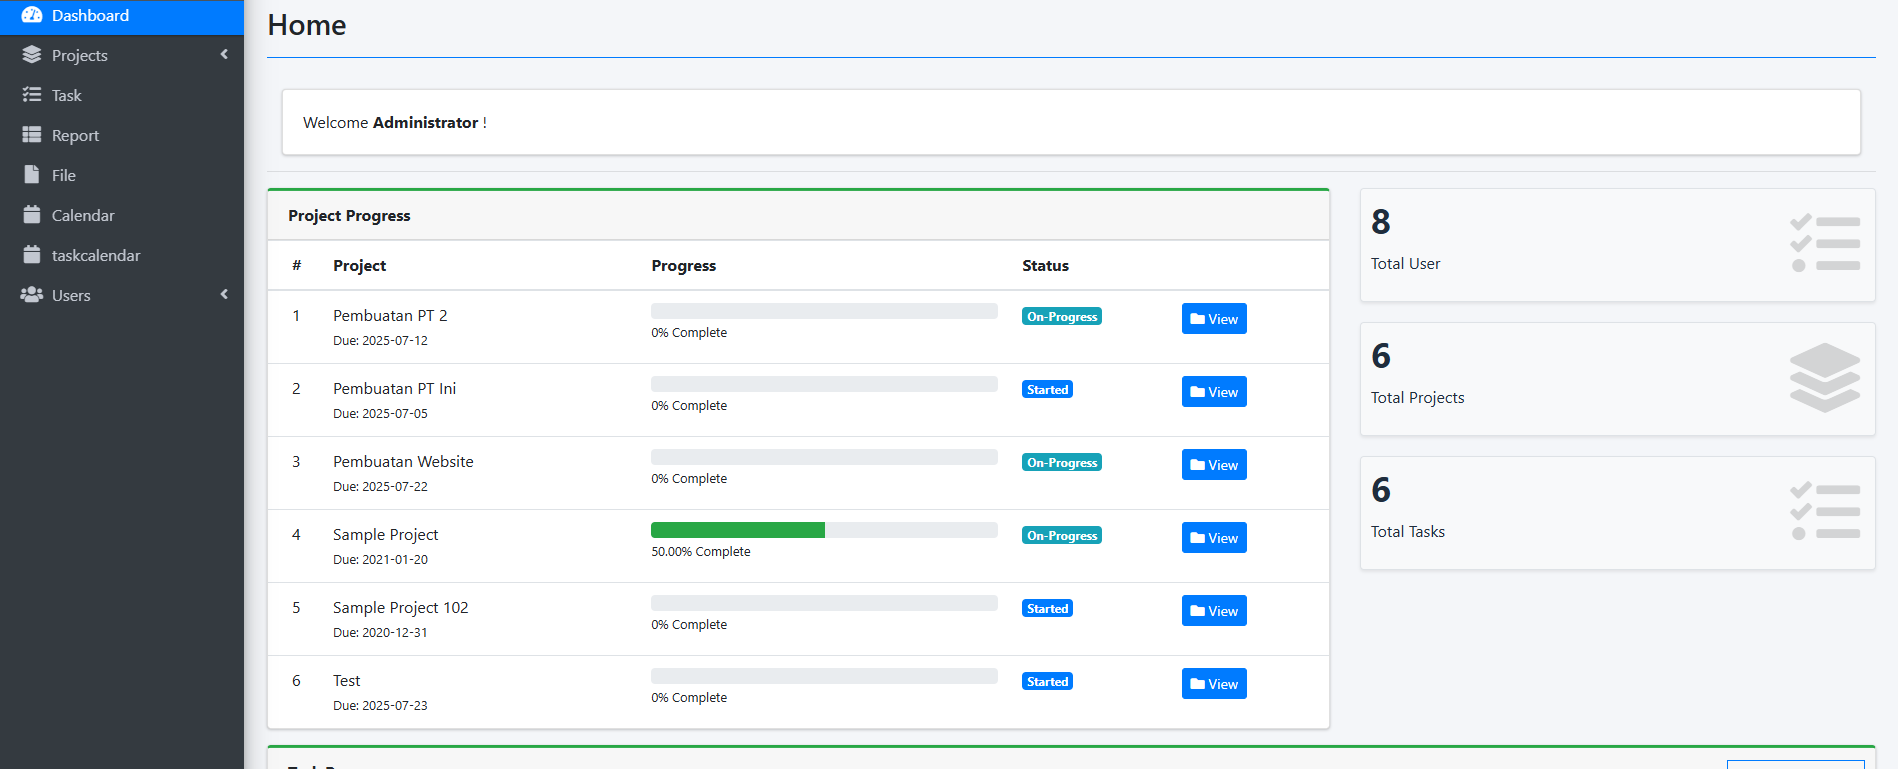 Dashboard
Projects
Task
Report
File
Calendar
taskcalendar
Users
Home
Welcome Administrator !
Project Progress
# Project Progress Status
1 Pembuatan PT 2 On-Progress View
Due: 2025-07-12 0% Complete
2 Pembuatan PT Ini Started View
Due: 2025-07-05 0% Complete
3 Pembuatan Website On-Progress View
Due: 2025-07-22 0% Complete
4 Sample Project On-Progress View
Due: 2021-01-20 50.00% Complete
5 Sample Project 102 Started View
Due: 2020-12-31 0% Complete
6 Test Started View
Due: 2025-07-23 0% Complete
8
Total User
6
Total Projects
6
Total Tasks